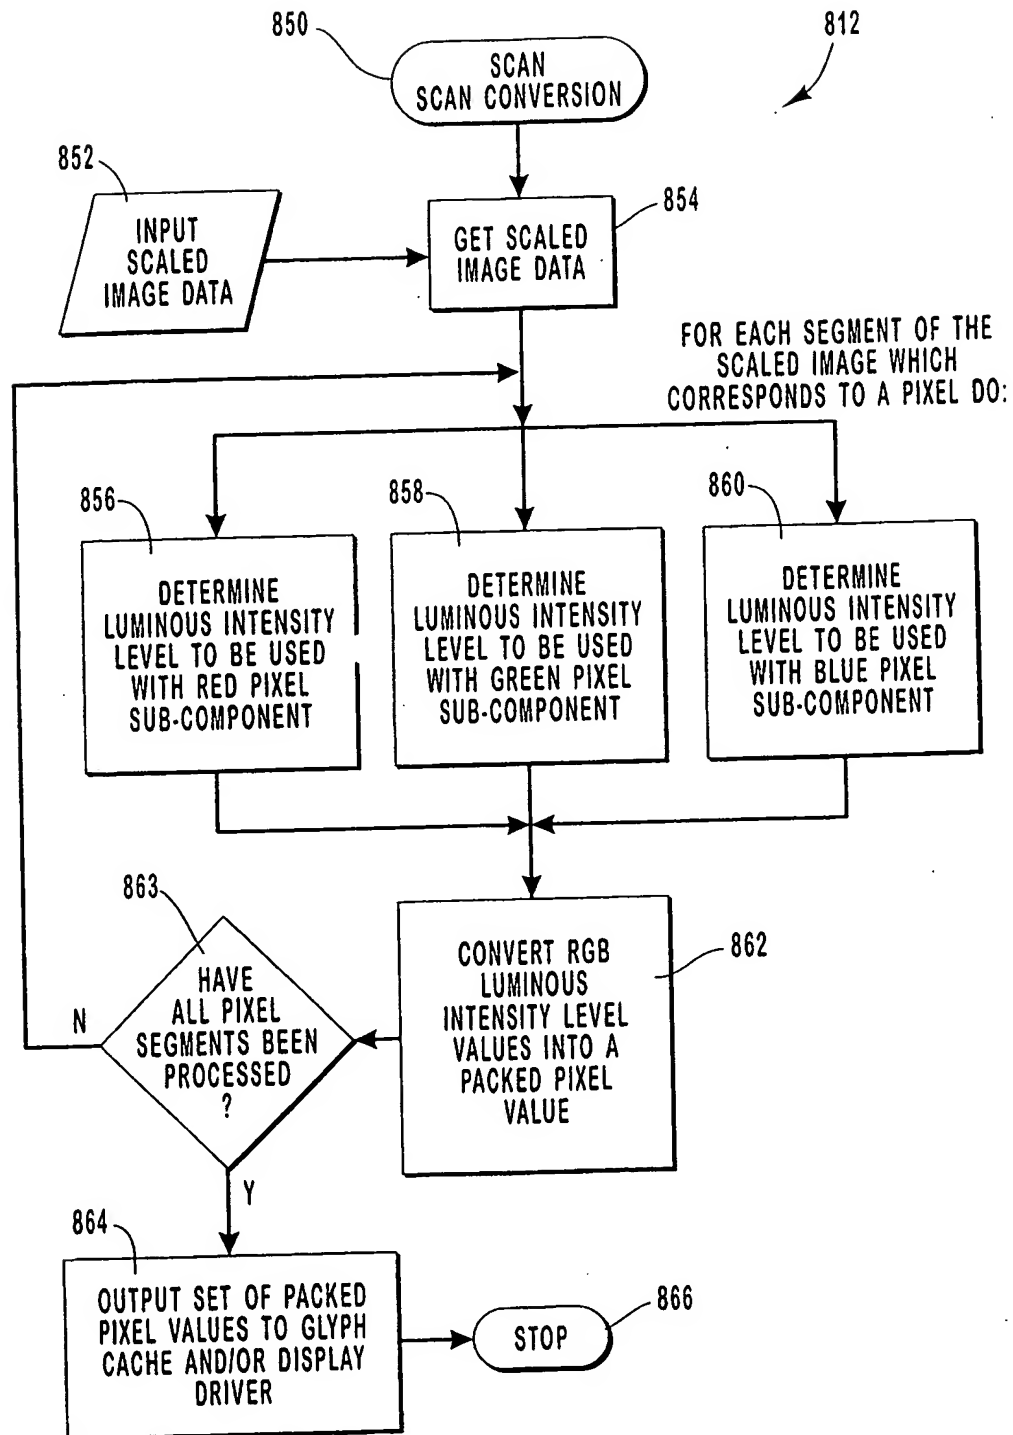 850
812
SCAN
SCAN CONVERSION
852
INPUT
SCALED
IMAGE DATA
854
GET SCALED
IMAGE DATA
FOR EACH SEGMENT OF THE
SCALED IMAGE WHICH
CORRESPONDS TO A PIXEL DO:
856
DETERMINE
LUMINOUS INTENSITY
LEVEL TO BE USED
WITH RED PIXEL
SUB-COMPONENT
858
DETERMINE
LUMINOUS INTENSITY
LEVEL TO BE USED
WITH GREEN PIXEL
SUB-COMPONENT
860
DETERMINE
LUMINOUS INTENSITY
LEVEL TO BE USED
WITH BLUE PIXEL
SUB-COMPONENT
863
HAVE
ALL PIXEL
SEGMENTS BEEN
PROCESSED
?
N
Y
862
CONVERT RGB
LUMINOUS
INTENSITY LEVEL
VALUES INTO A
PACKED PIXEL
VALUE
864
OUTPUT SET OF PACKED
PIXEL VALUES TO GLYPH
CACHE AND/OR DISPLAY
DRIVER
866
STOP